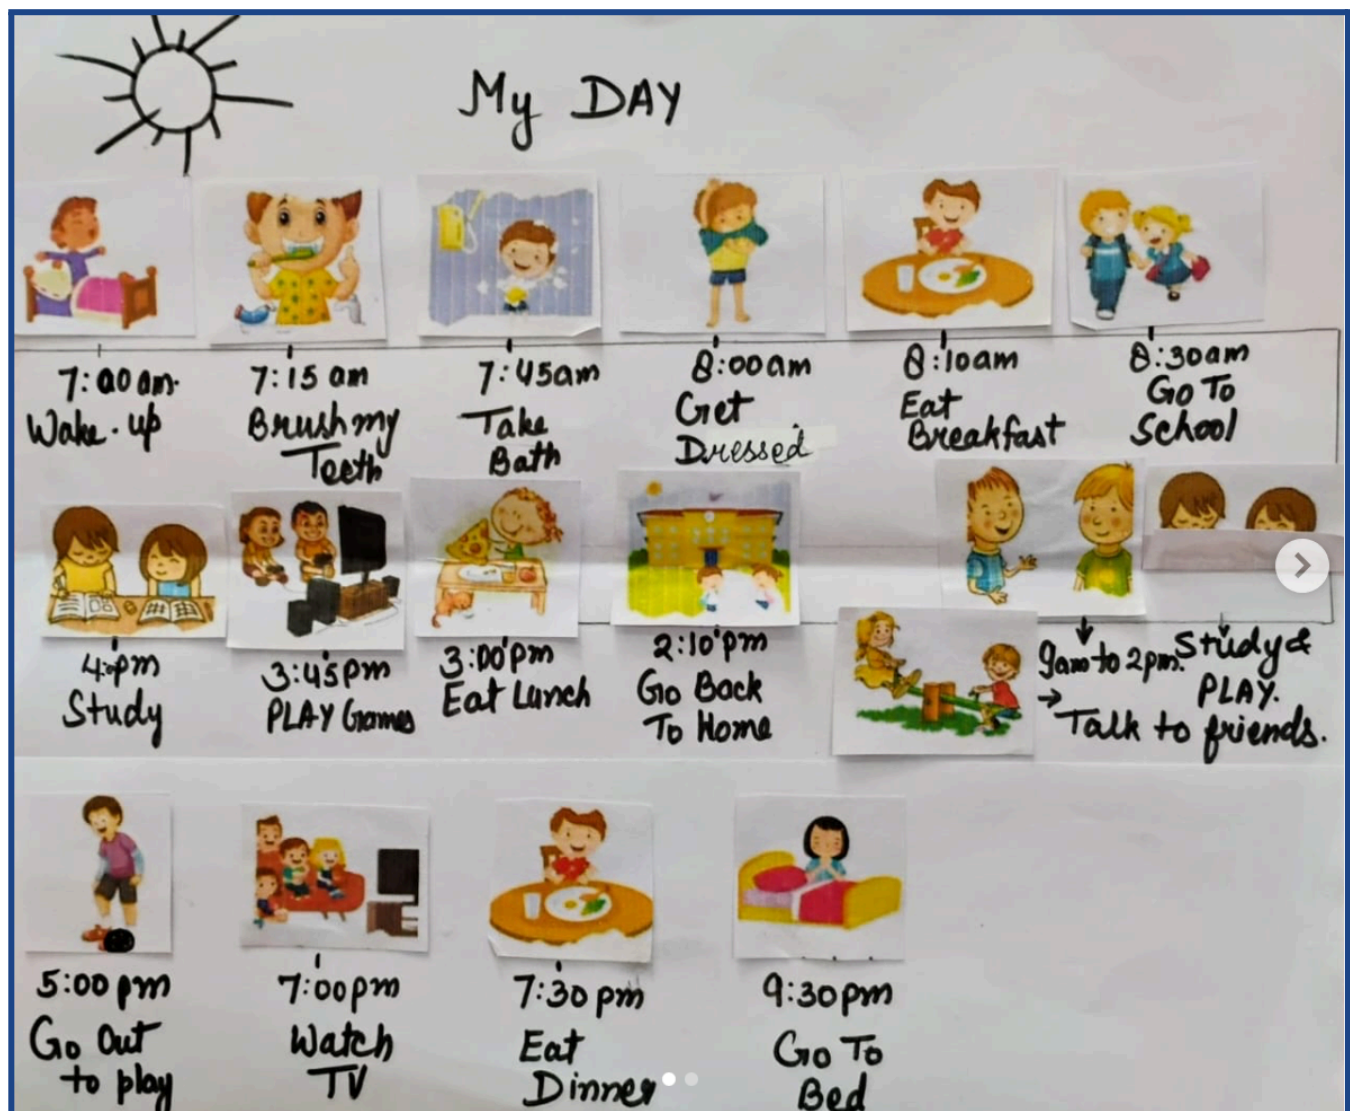 My DAY
7:00am.
Wake-up
7:15 am
Brush my
Teeth
7:45am
Take
Bath
8:00am
Get
Dressed
8:10am
Eat
Breakfast
8:30am
Go To
School
4:pm
Study
3:45pm
PLAY Games
3:00pm
Eat Lunch
2:10pm
Go Back
To Home
9am to 2pm.
Study &
PLAY.
→
Talk to friends.
5:00 pm
Go Out
to play
7:00pm
Watch
TV
7:30 pm
Eat
Dinner
9:30pm
Go To
Bed